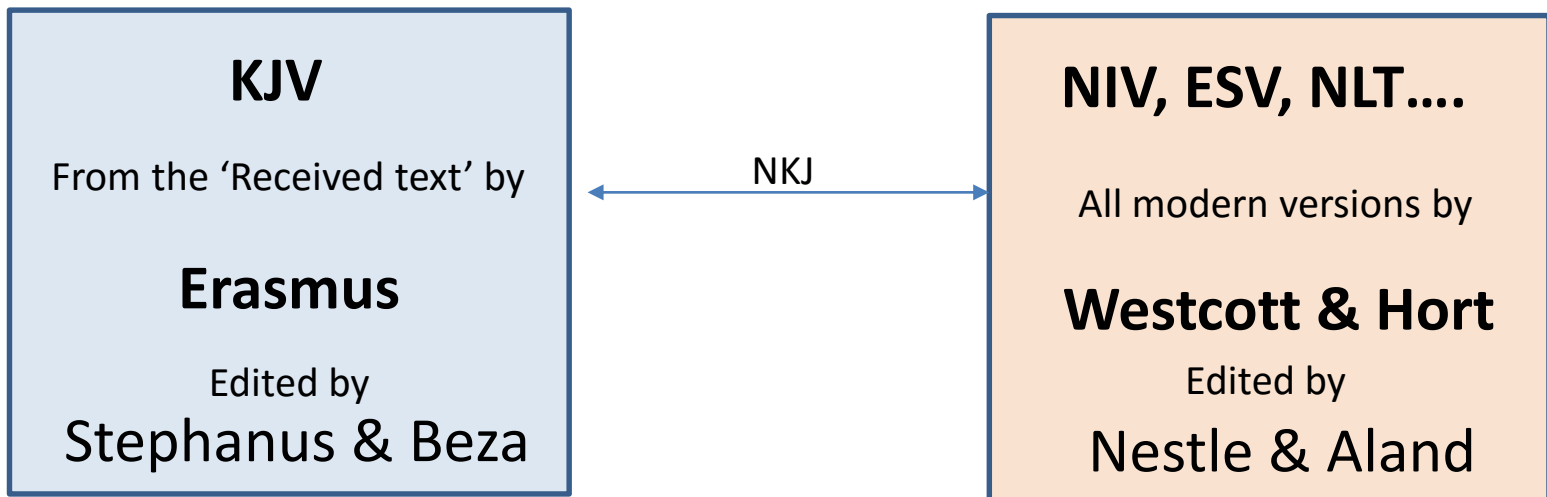 KJV
From the ‘Received text’ by
Erasmus
Edited by
Stephanus & Beza
NKJ
NIV, ESV, NLT….
All modern versions by
Westcott & Hort
Edited by
Nestle & Aland